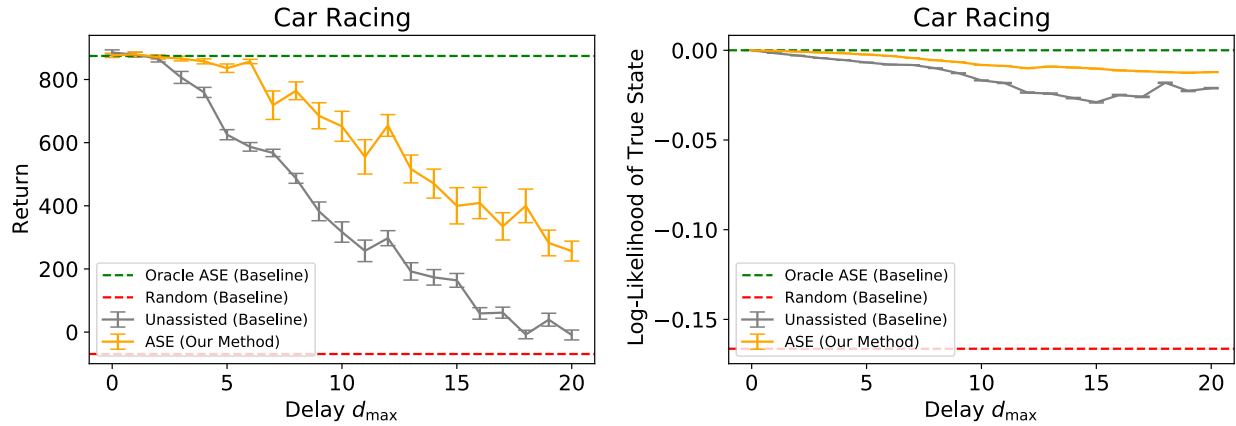 Car Racing
Return
800
600
400
200
0
Oracle ASE (Baseline)
Random (Baseline)
Unassisted (Baseline)
ASE (Our Method)
0 5 10 15 20
Delay d_max
Car Racing
Log-Likelihood of True State
0.00
−0.05
−0.10
−0.15
Oracle ASE (Baseline)
Random (Baseline)
Unassisted (Baseline)
ASE (Our Method)
0 5 10 15 20
Delay d_max